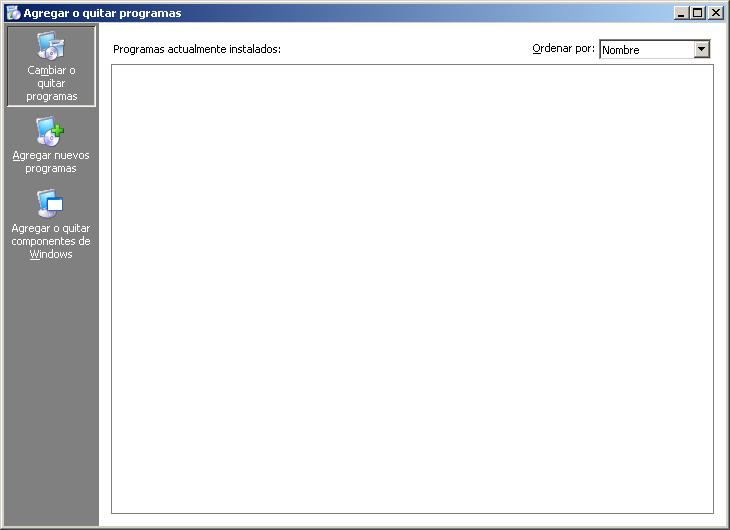 Agregar o quitar programas
Cambiar o
quitar
programas
Agregar nuevos
programas
Agregar o quitar
componentes de
Windows
Programas actualmente instalados:
Ordenar por: Nombre